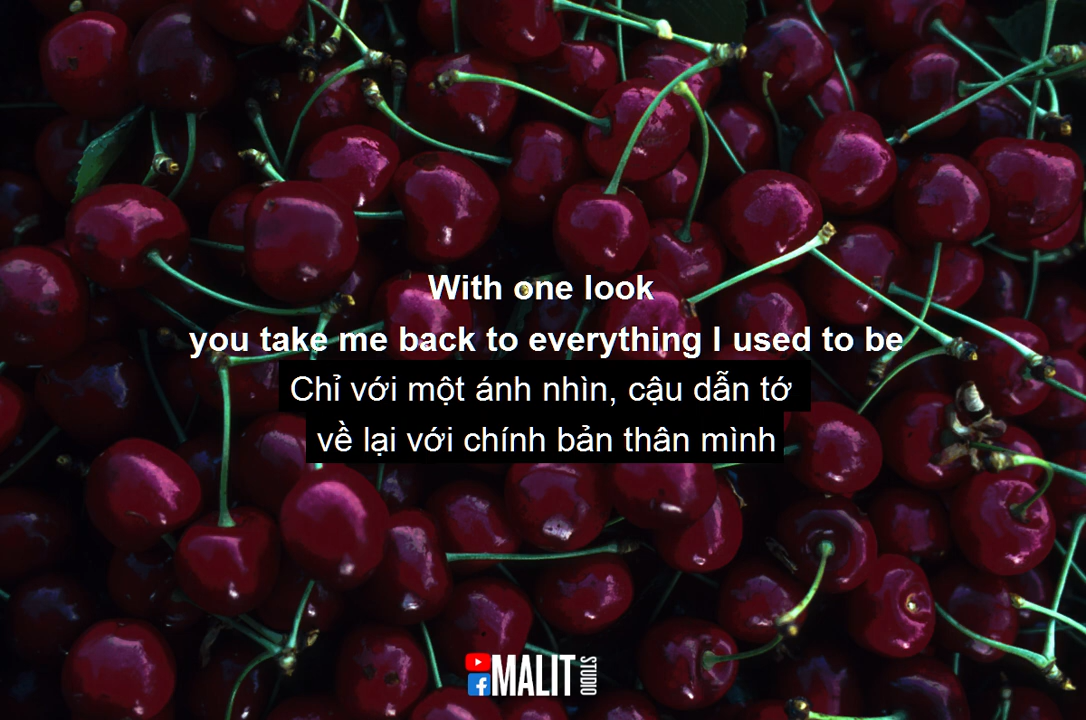 With one look
you take me back to everything I used to be
Chỉ với một ánh nhìn, cậu dẫn tớ
về lại với chính bản thân mình
MALIT STUDIO